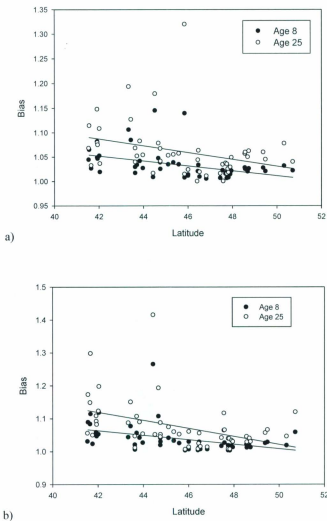 1.35
1.30
1.25
1.20
1.15
1.10
1.05
1.00
0.95
Bias
Age 8
Age 25
40 42 44 46 48 50 52
Latitude
a)
1.5
1.4
1.3
1.2
1.1
1.0
0.9
Bias
Age 8
Age 25
40 42 44 46 48 50 52
Latitude
b)